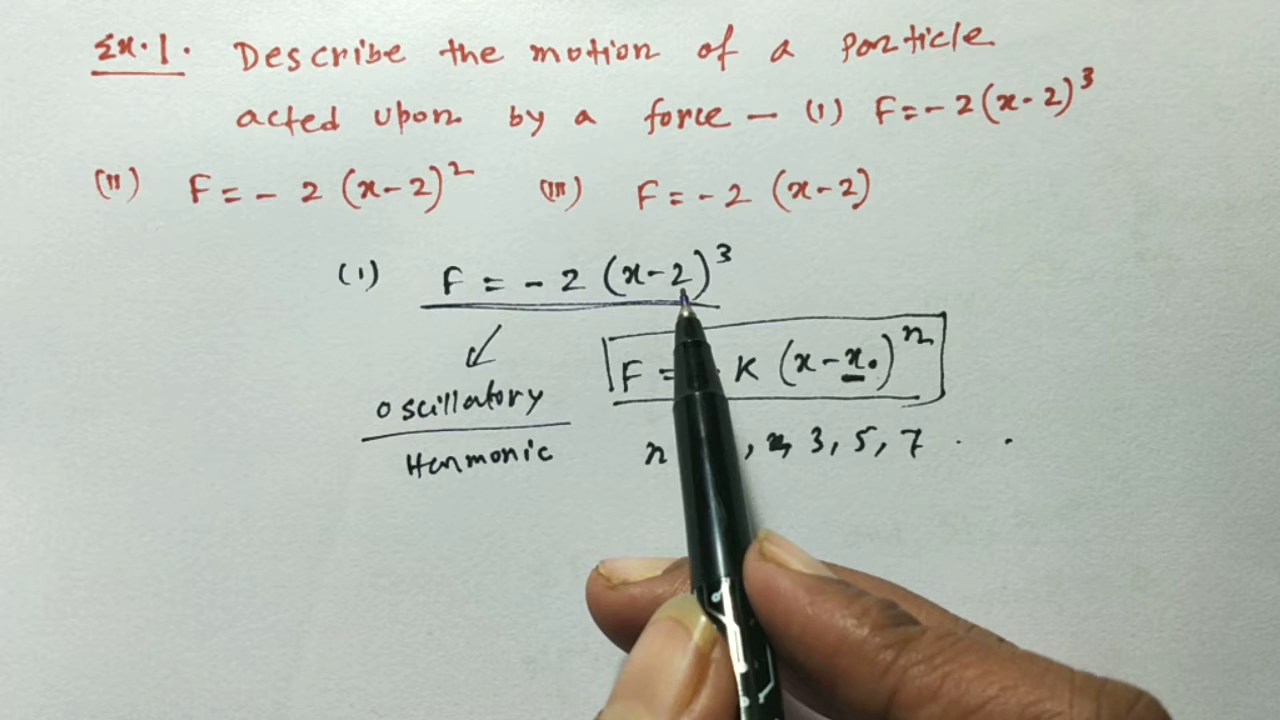 Ex.1. Describe the motion of a particle
acted upon by a force – (I) F=-2(x-2)³
(II) F=-2(x-2)² (III) F=-2(x-2)
(1) F = -2(x-2)³
Oscillatory
Harmonic
F = K(x-x₀)ⁿ
n , 3, 5, 7 . .